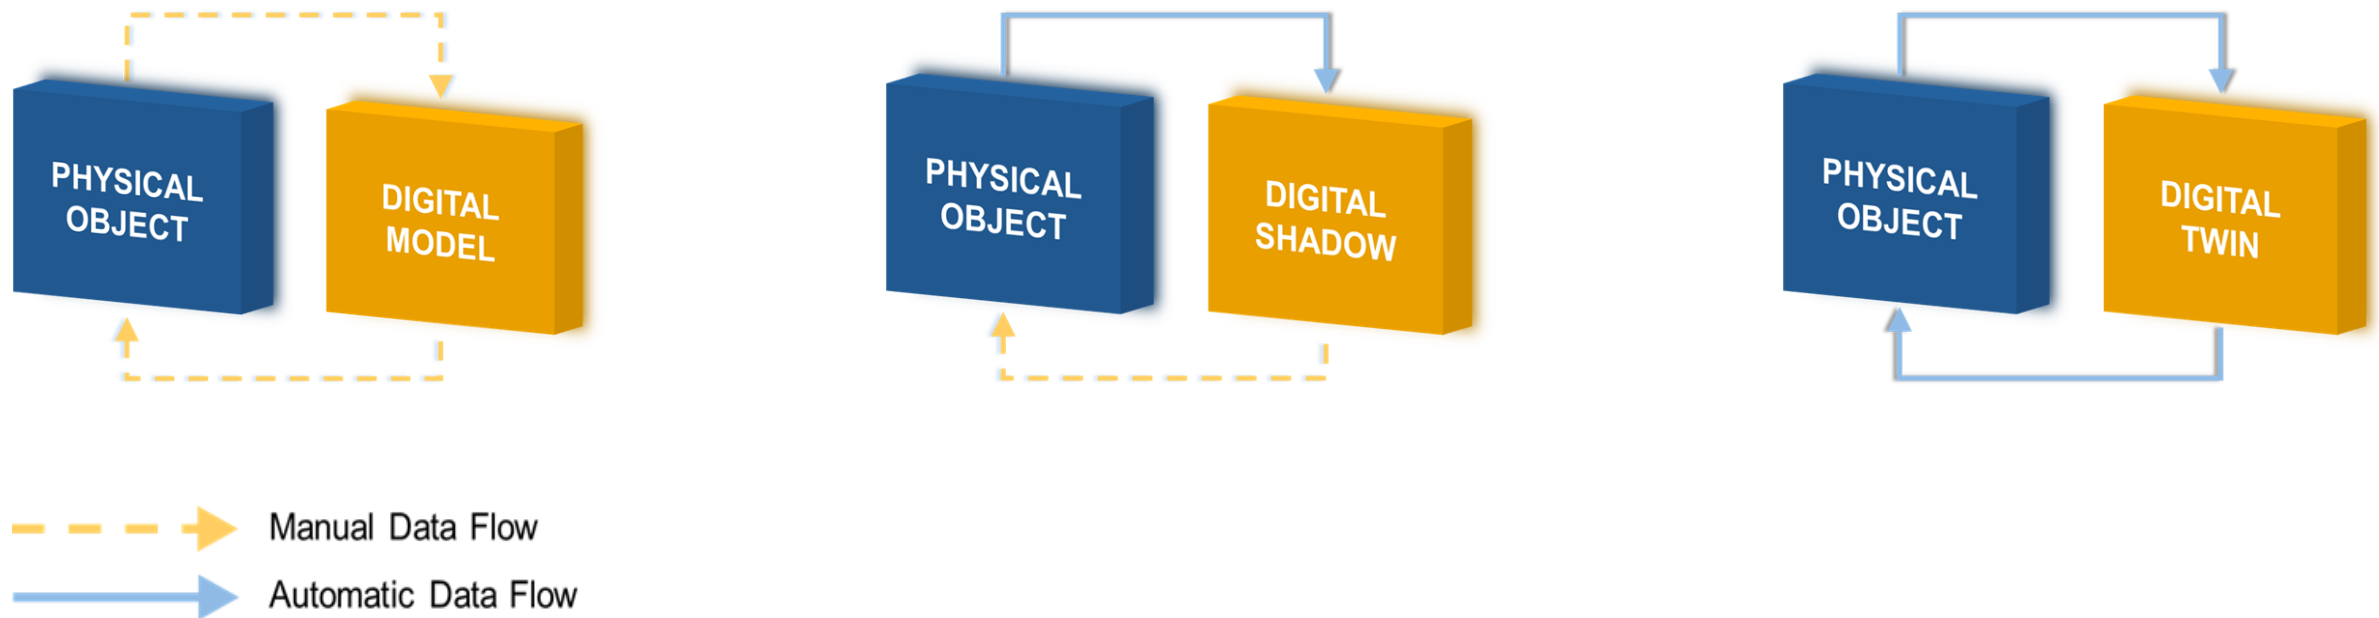 PHYSICAL
OBJECT
DIGITAL
MODEL
PHYSICAL
OBJECT
DIGITAL
SHADOW
PHYSICAL
OBJECT
DIGITAL
TWIN
Manual Data Flow
Automatic Data Flow